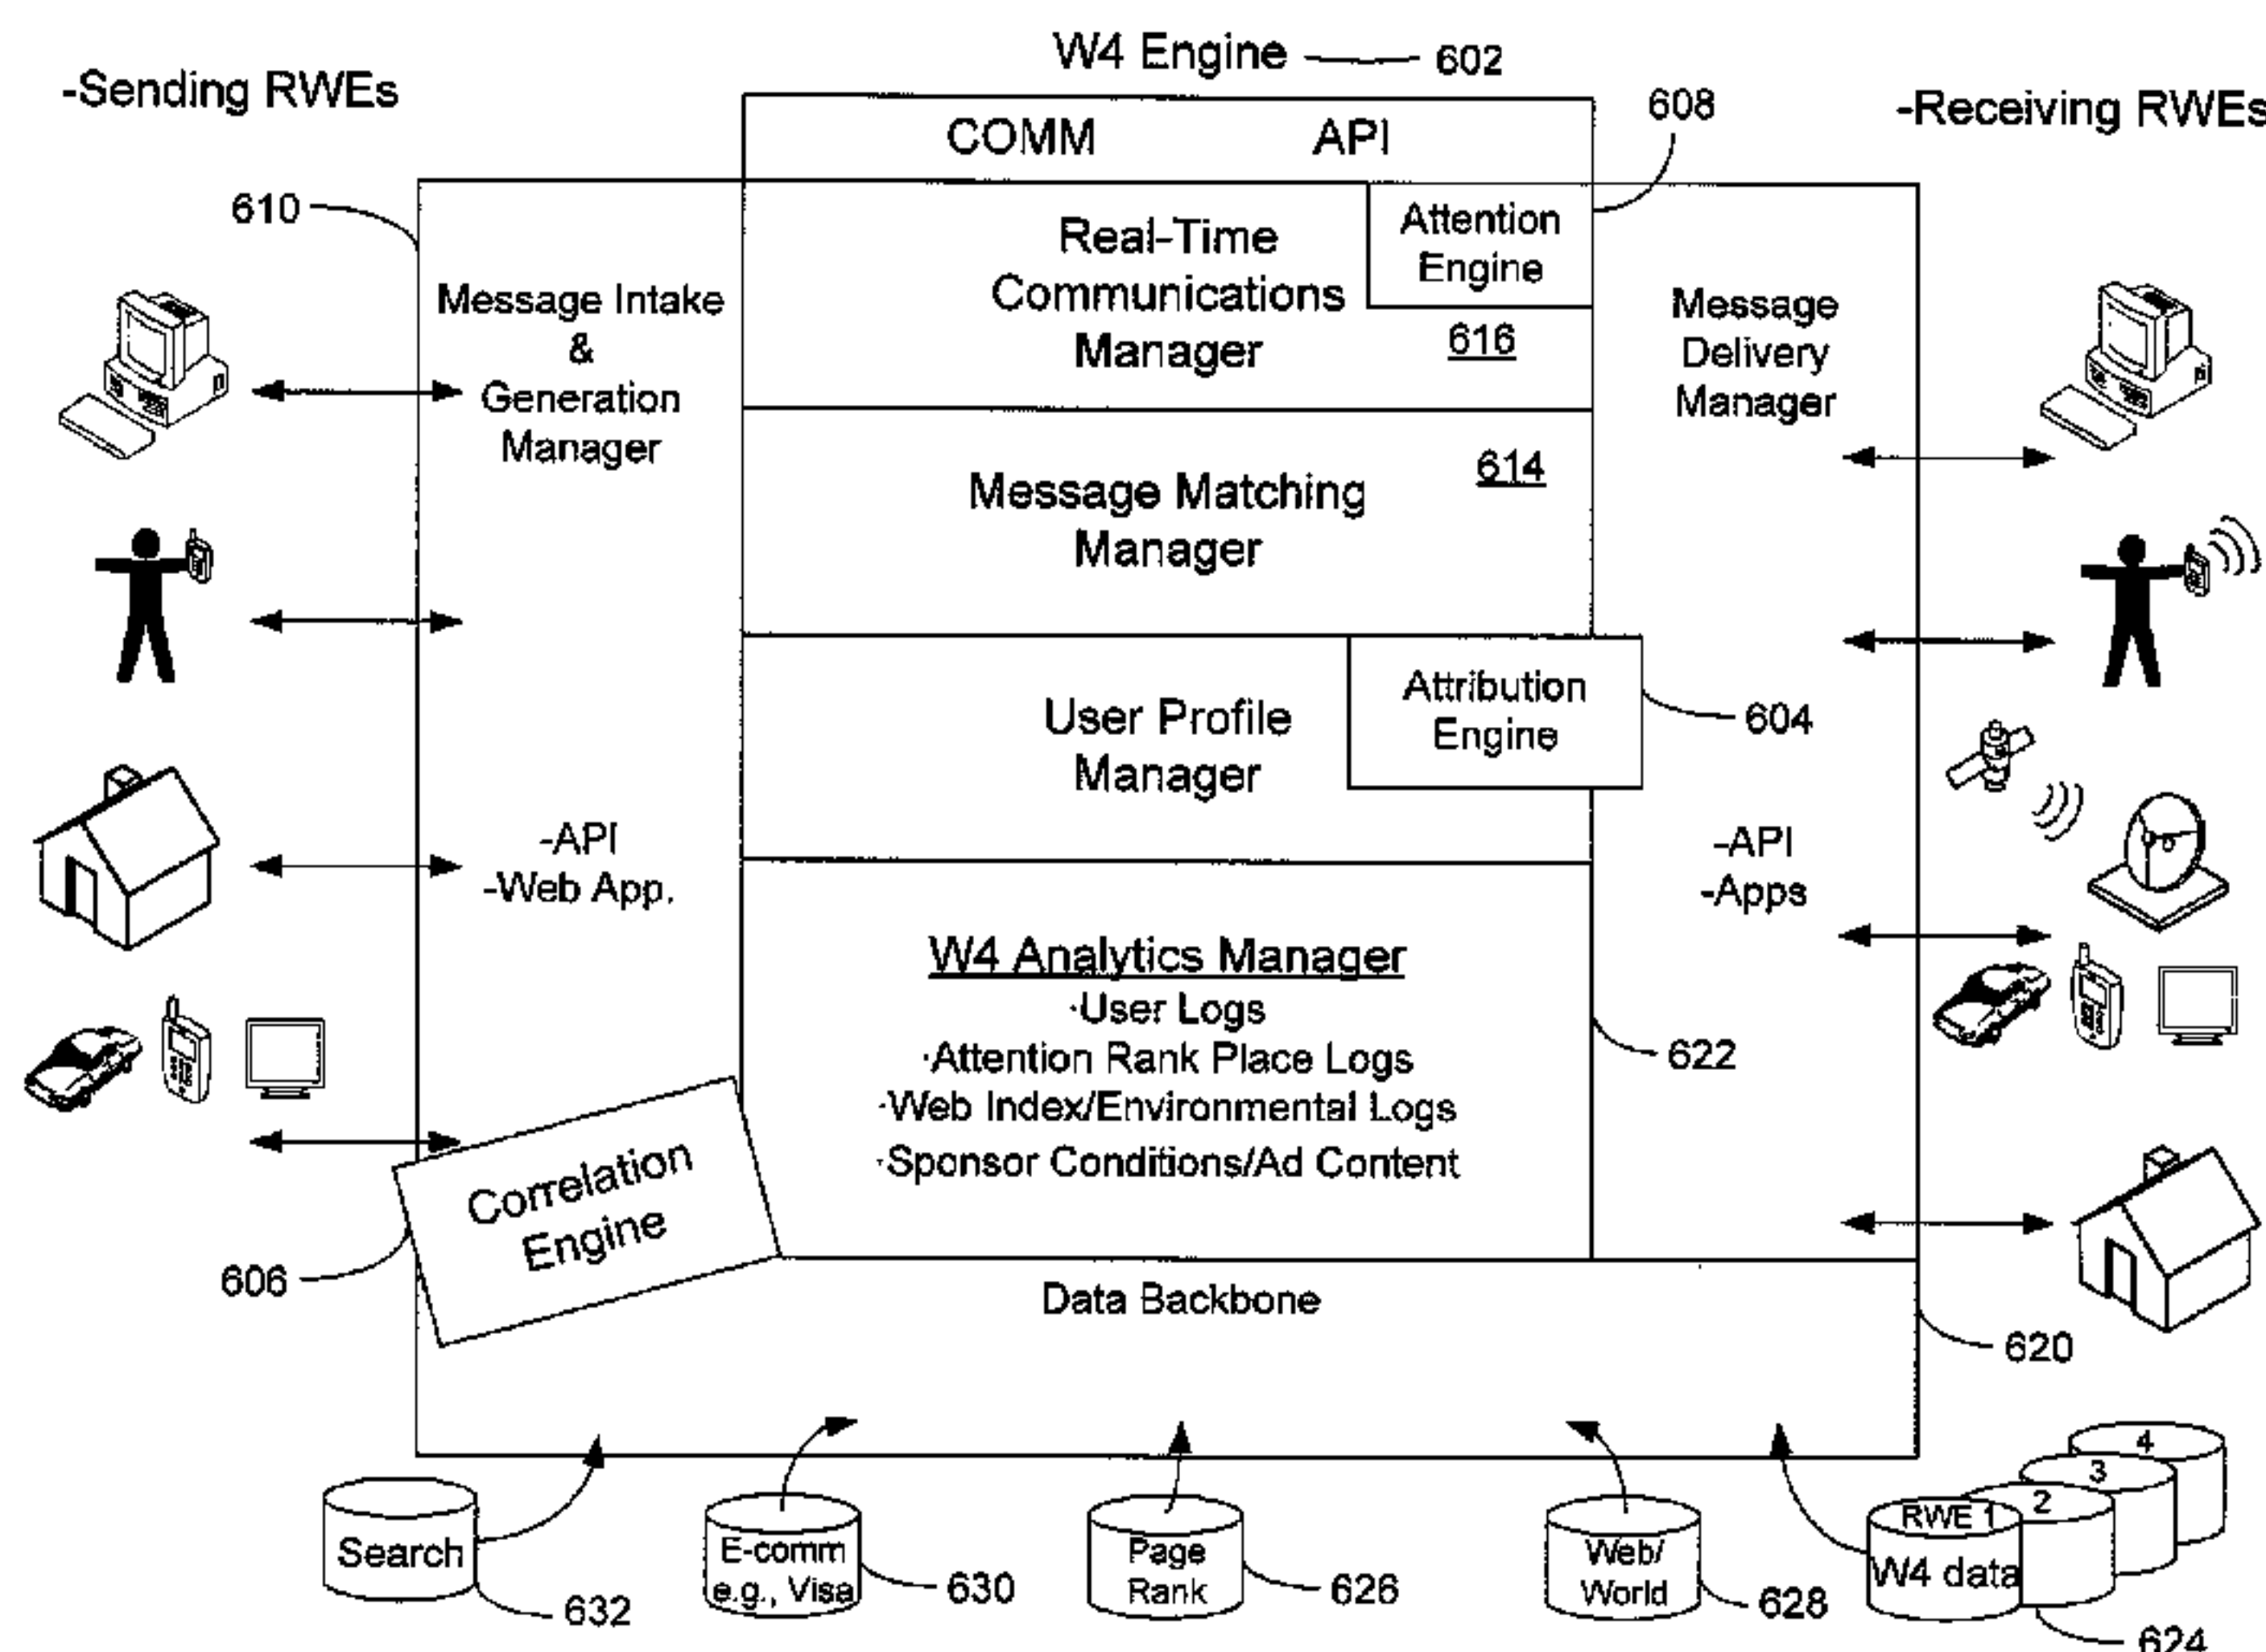 W4 Engine 602
-Sending RWEs
-Receiving RWEs
COMM API
608
610
Attention
Engine
Real-Time
Communications
Manager
616
Message Intake
&
Generation
Manager
Message
Delivery
Manager
614
Message Matching
Manager
Attribution
Engine
604
User Profile
Manager
-API
-Web App.
-API
-Apps
W4 Analytics Manager
·User Logs
·Attention Rank Place Logs
·Web Index/Environmental Logs
·Sponsor Conditions/Ad Content
622
Correlation
Engine
606
Data Backbone
620
Search
632
E-comm
e.g., Visa
630
Page
Rank
626
Web/
World
628
4
3
2
RWE 1
W4 data
624